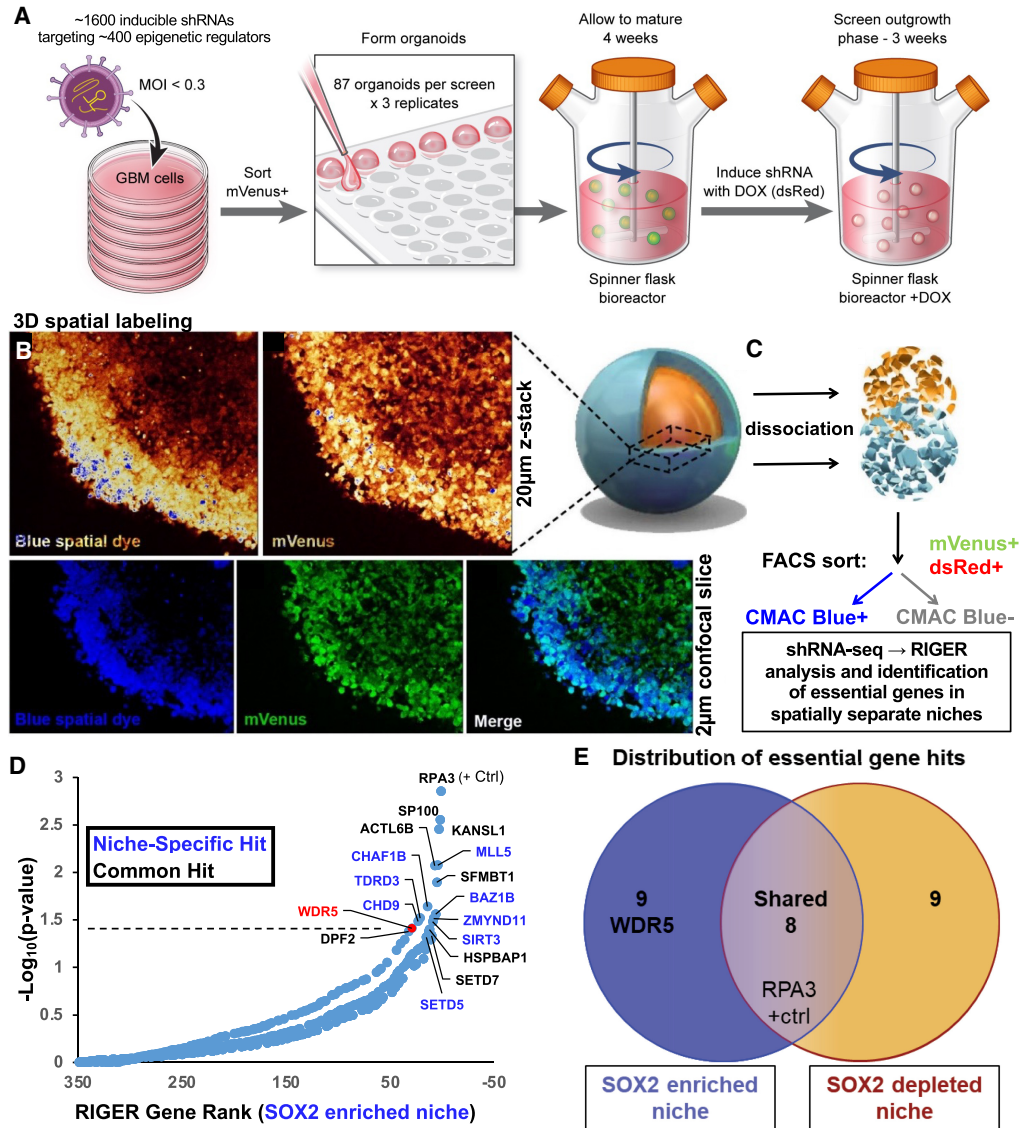 A
~1600 inducible shRNAs
targeting ~400 epigenetic regulators
MOI < 0.3
GBM cells
Sort
mVenus+
Form organoids
87 organoids per screen
x 3 replicates
Allow to mature
4 weeks
Spinner flask
bioreactor
Induce shRNA
with DOX (dsRed)
Screen outgrowth
phase - 3 weeks
Spinner flask
bioreactor +DOX
3D spatial labeling
B
Blue spatial dye
mVenus
20µm z-stack
Blue spatial dye
mVenus
Merge
2µm confocal slice
C
dissociation
FACS sort:
mVenus+
dsRed+
CMAC Blue+
CMAC Blue-
shRNA-seq → RIGER
analysis and identification
of essential genes in
spatially separate niches
D
-Log10(p-value)
3
2.5
2
1.5
1
0.5
0
350
250
150
50
-50
RIGER Gene Rank (SOX2 enriched niche)
Niche-Specific Hit
Common Hit
RPA3 (+ Ctrl)
SP100
ACTL6B
KANSL1
CHAF1B
MLL5
SFMBT1
TDRD3
BAZ1B
CHD9
WDR5
ZMYND11
DPF2
SIRT3
HSPBAP1
SETD7
SETD5
E
Distribution of essential gene hits
9
WDR5
Shared
8
RPA3
+ctrl
9
SOX2 enriched
niche
SOX2 depleted
niche